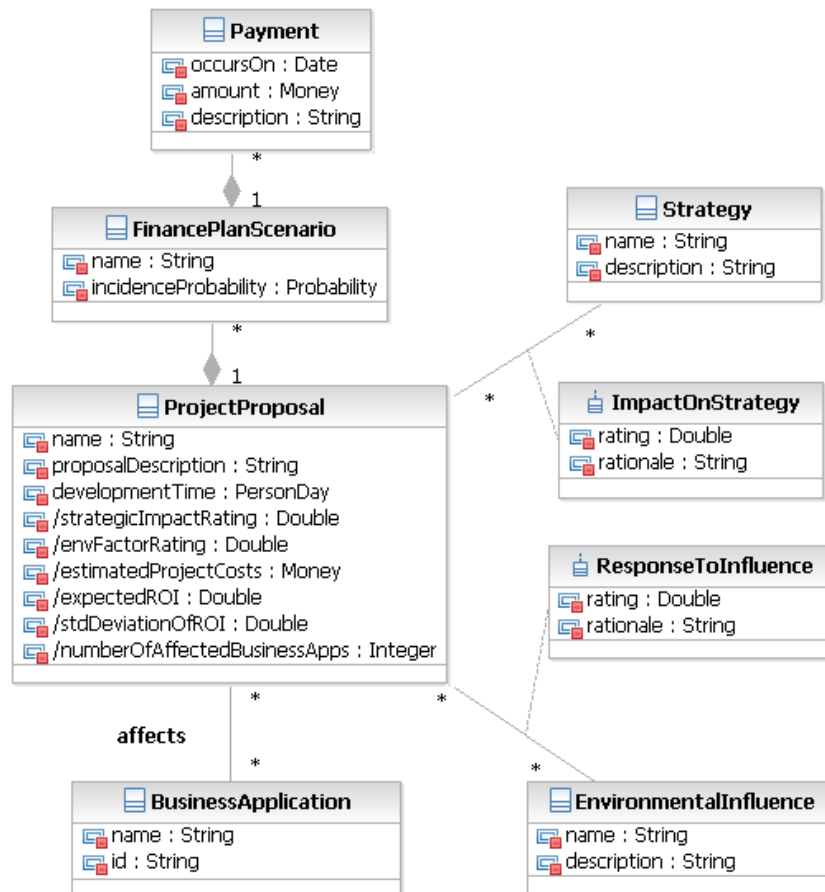 Payment
occursOn : Date
amount : Money
description : String
*
1
FinancePlanScenario
name : String
incidenceProbability : Probability
*
1
Strategy
name : String
description : String
*
*
ImpactOnStrategy
rating : Double
rationale : String
ProjectProposal
name : String
proposalDescription : String
developmentTime : PersonDay
/strategicImpactRating : Double
/envFactorRating : Double
/estimatedProjectCosts : Money
/expectedROI : Double
/stdDeviationOfROI : Double
/numberOfAffectedBusinessApps : Integer
ResponseToInfluence
rating : Double
rationale : String
*
*
affects
*
*
BusinessApplication
name : String
id : String
EnvironmentalInfluence
name : String
description : String